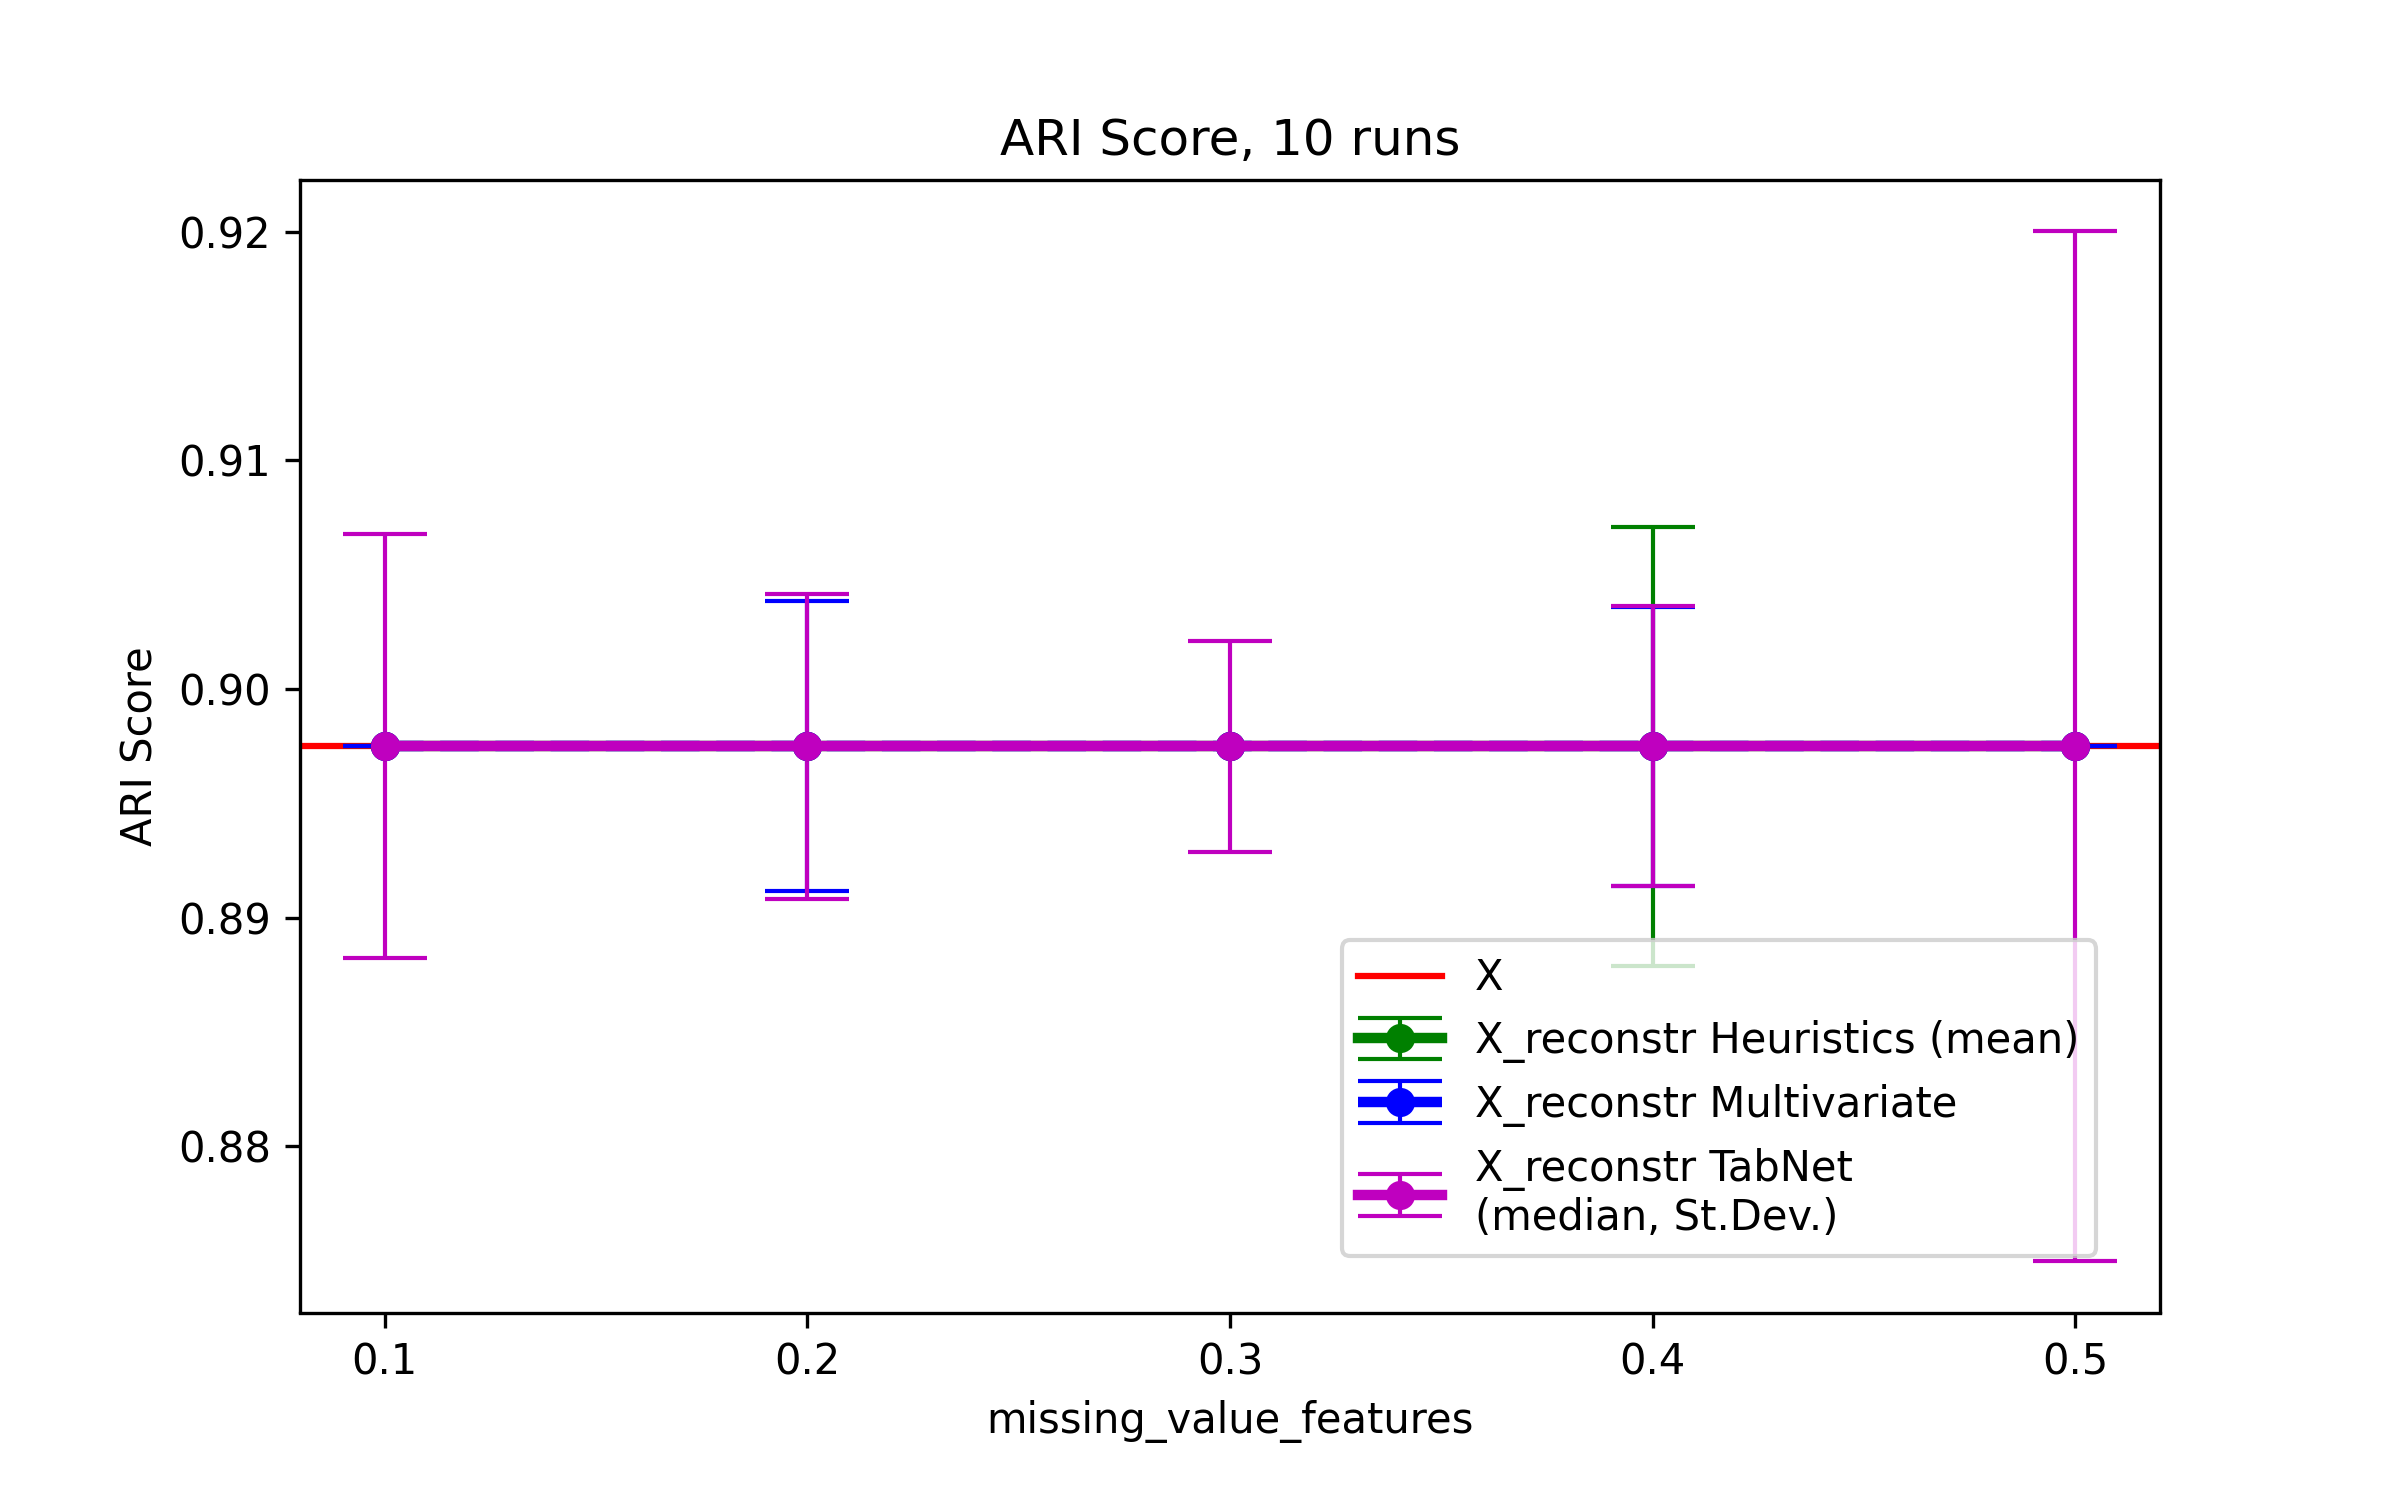 ARI Score, 10 runs
0.92
0.91
0.90
0.89
0.88
ARI Score
X
X_reconstr Heuristics (mean)
X_reconstr Multivariate
X_reconstr TabNet
(median, St.Dev.)
0.1 0.2 0.3 0.4 0.5
missing_value_features